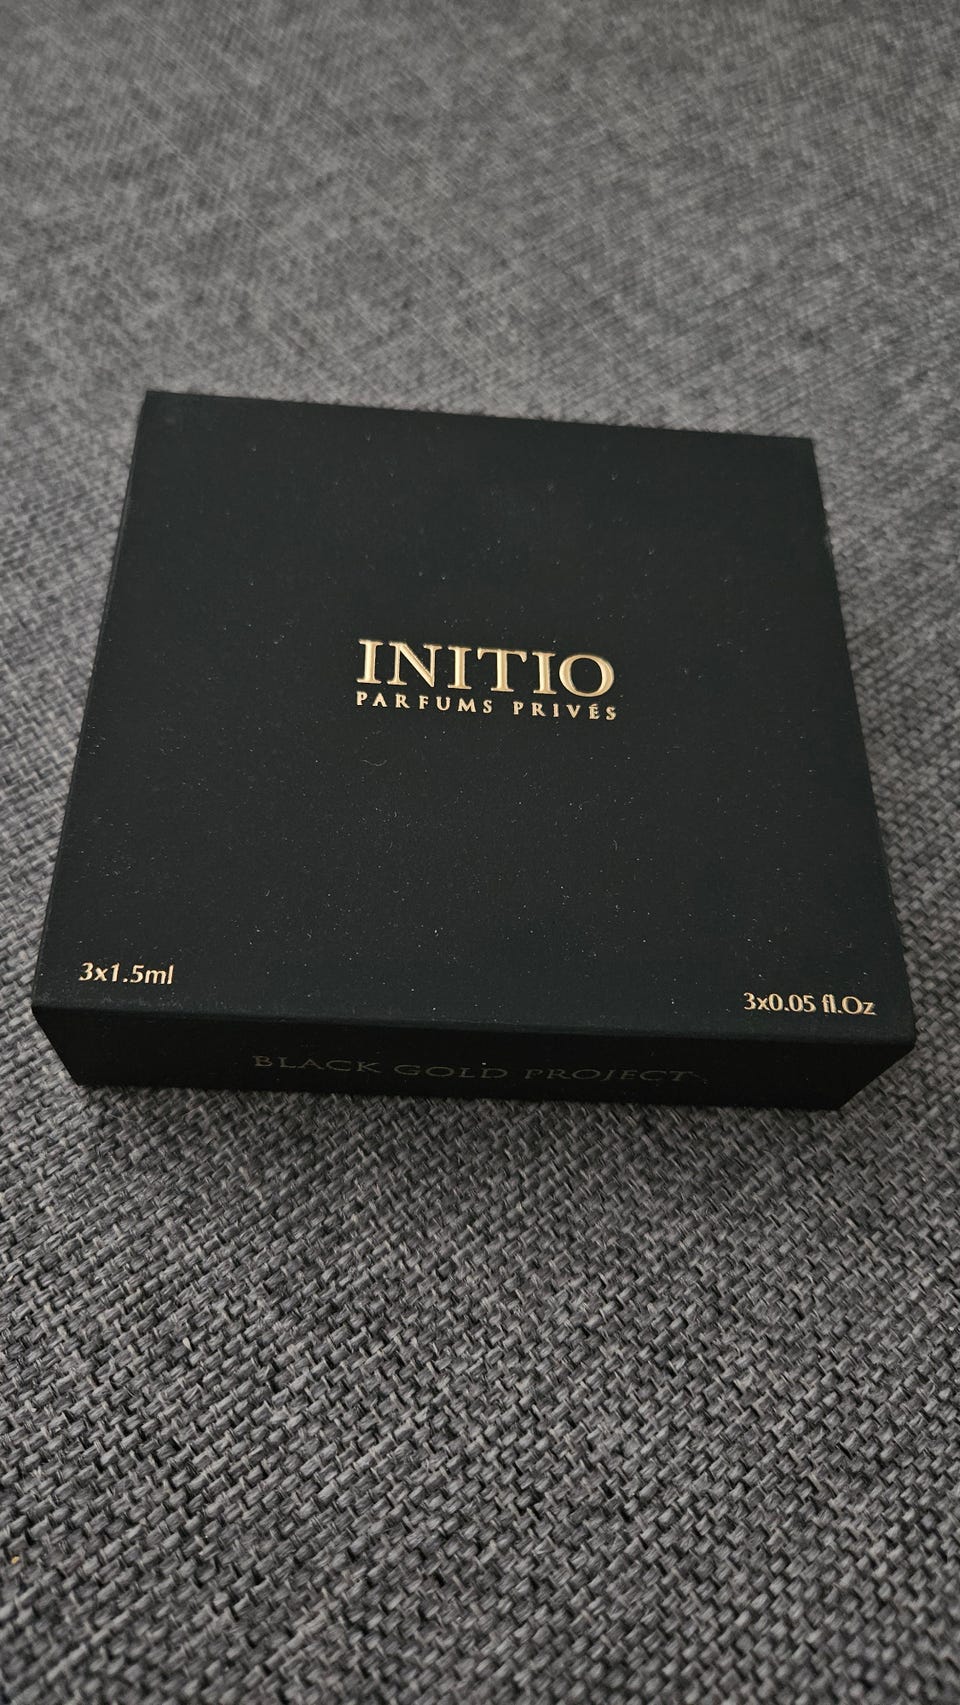 INITIO
PARFUMS PRIVÉS
3x1.5ml
3x0.05 fl.Oz
BLACK GOLD PROJECT